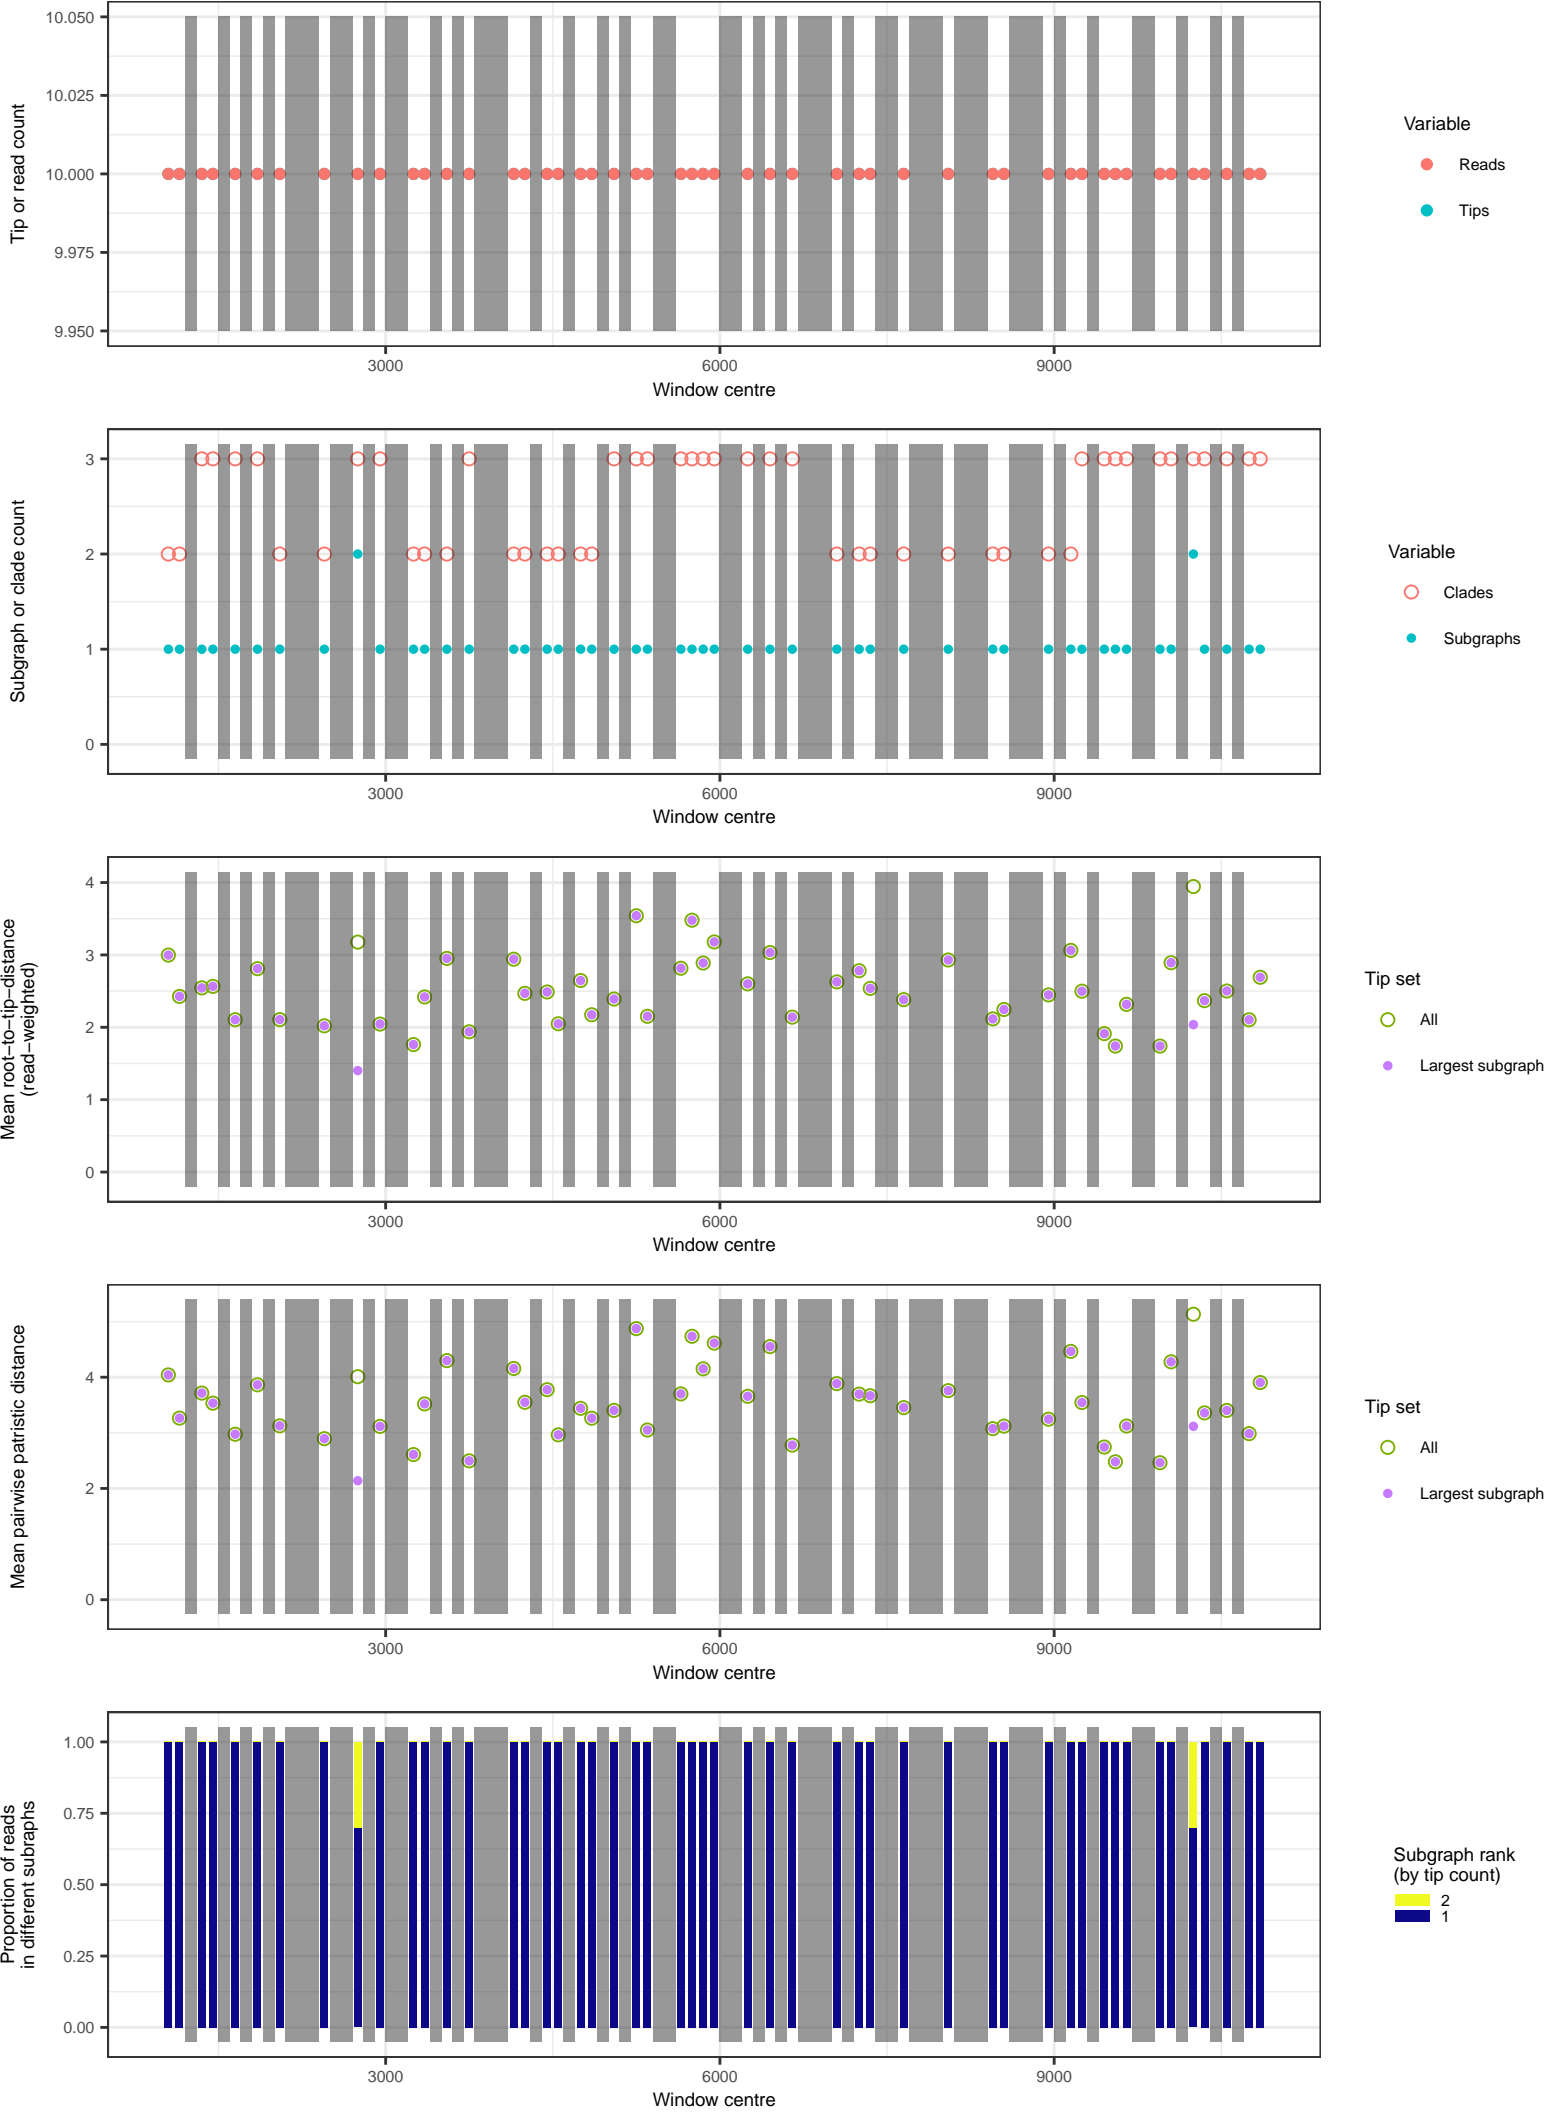 10.050
10.025
10.000
9.975
9.950
Tip or read count
3000
6000
9000
Window centre
Variable
Reads
Tips
3
2
1
0
Subgraph or clade count
3000
6000
9000
Window centre
Variable
Clades
Subgraphs
4
3
2
1
0
Mean root−to−tip−distance
(read−weighted)
3000
6000
9000
Window centre
Tip set
All
Largest subgraph
4
2
0
Mean pairwise patristic distance
3000
6000
9000
Window centre
Tip set
All
Largest subgraph
1.00
0.75
0.50
0.25
0.00
Proportion of reads
in different subraphs
3000
6000
9000
Window centre
Subgraph rank
(by tip count)
2
1